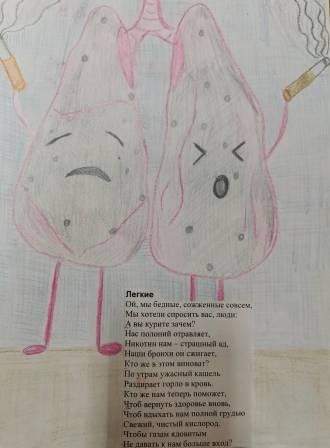 Легкие
Ой, мы бедные, сожженные совсем,
Мы хотели спросить вас, люди:
А вы курите зачем?
Нас полоний отравляет,
Никотин нам – страшный яд,
Наши бронхи он сжигает,
Кто же в этом виноват?
По утрам ужасный кашель
Раздирает горло в кровь.
Кто же нам теперь поможет,
Чтоб вернуть здоровье вновь,
Чтоб вдыхать нам полной грудью
Свежий, чистый кислород.
Чтобы газам ядовитым
Не давать к нам больше вход?